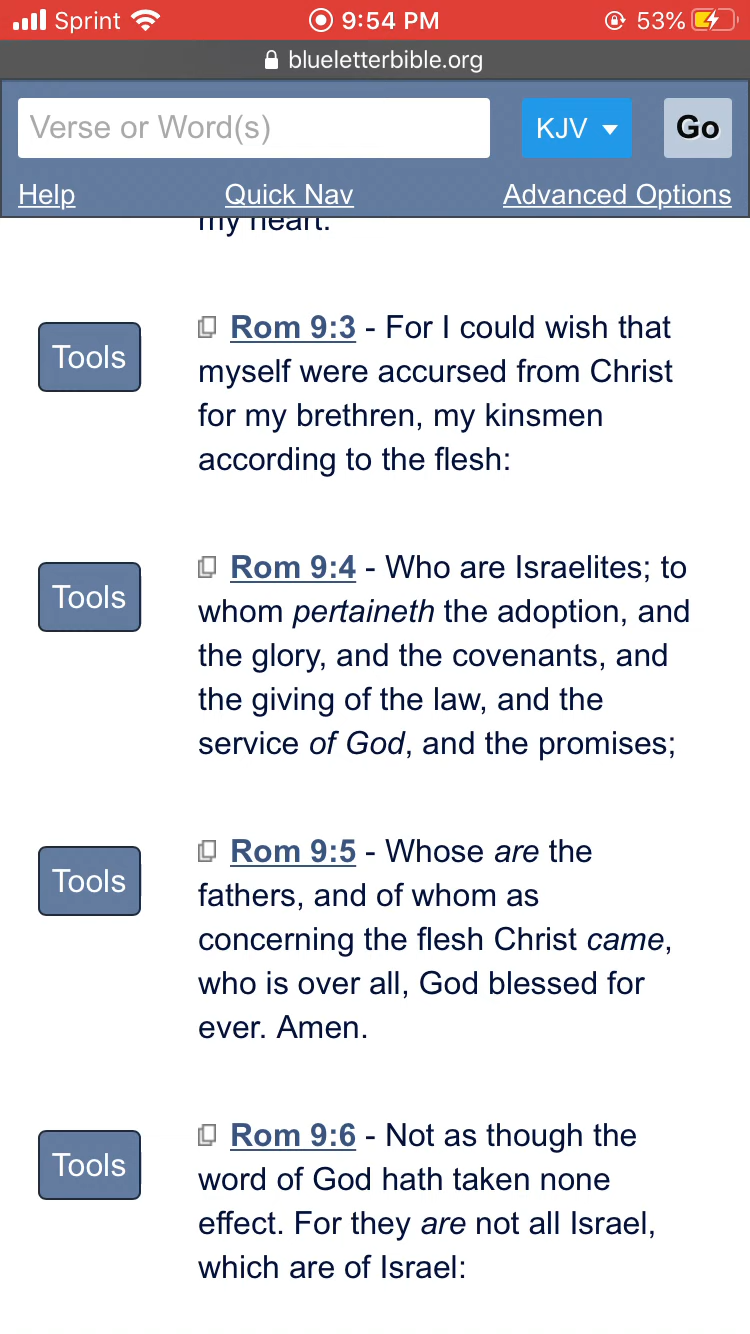 Sprint 9:54 PM 53%
blueletterbible.org
Verse or Word(s) KJV Go
Help Quick Nav Advanced Options
my heart.
Tools
Rom 9:3 - For I could wish that
myself were accursed from Christ
for my brethren, my kinsmen
according to the flesh:
Tools
Rom 9:4 - Who are Israelites; to
whom pertaineth the adoption, and
the glory, and the covenants, and
the giving of the law, and the
service of God, and the promises;
Tools
Rom 9:5 - Whose are the
fathers, and of whom as
concerning the flesh Christ came,
who is over all, God blessed for
ever. Amen.
Tools
Rom 9:6 - Not as though the
word of God hath taken none
effect. For they are not all Israel,
which are of Israel: